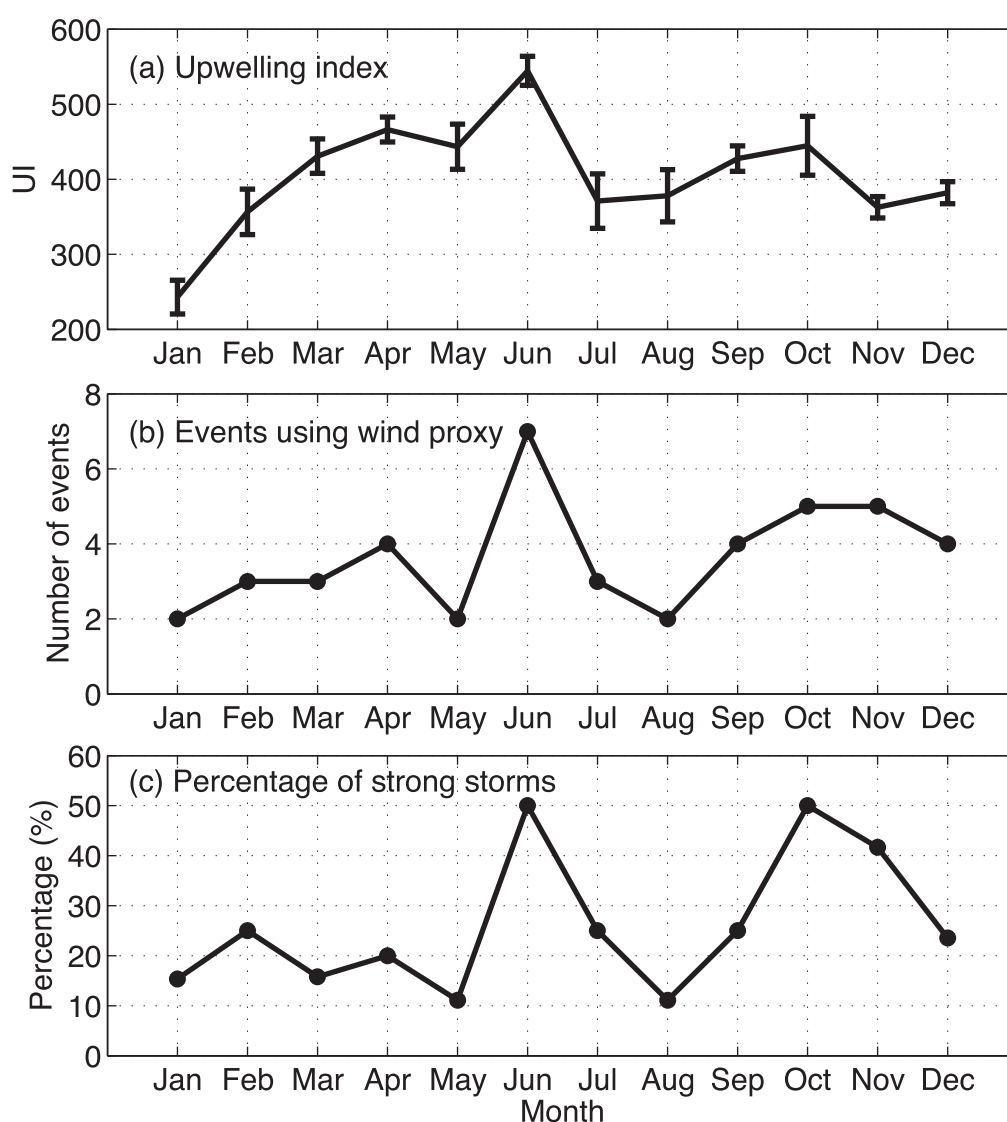 600
(a) Upwelling index
500
UI
400
300
200
Jan Feb Mar Apr May Jun Jul Aug Sep Oct Nov Dec
8
(b) Events using wind proxy
Number of events
6
4
2
0
Jan Feb Mar Apr May Jun Jul Aug Sep Oct Nov Dec
60
(c) Percentage of strong storms
Percentage (%)
50
40
30
20
10
0
Jan Feb Mar Apr May Jun Jul Aug Sep Oct Nov Dec
Month